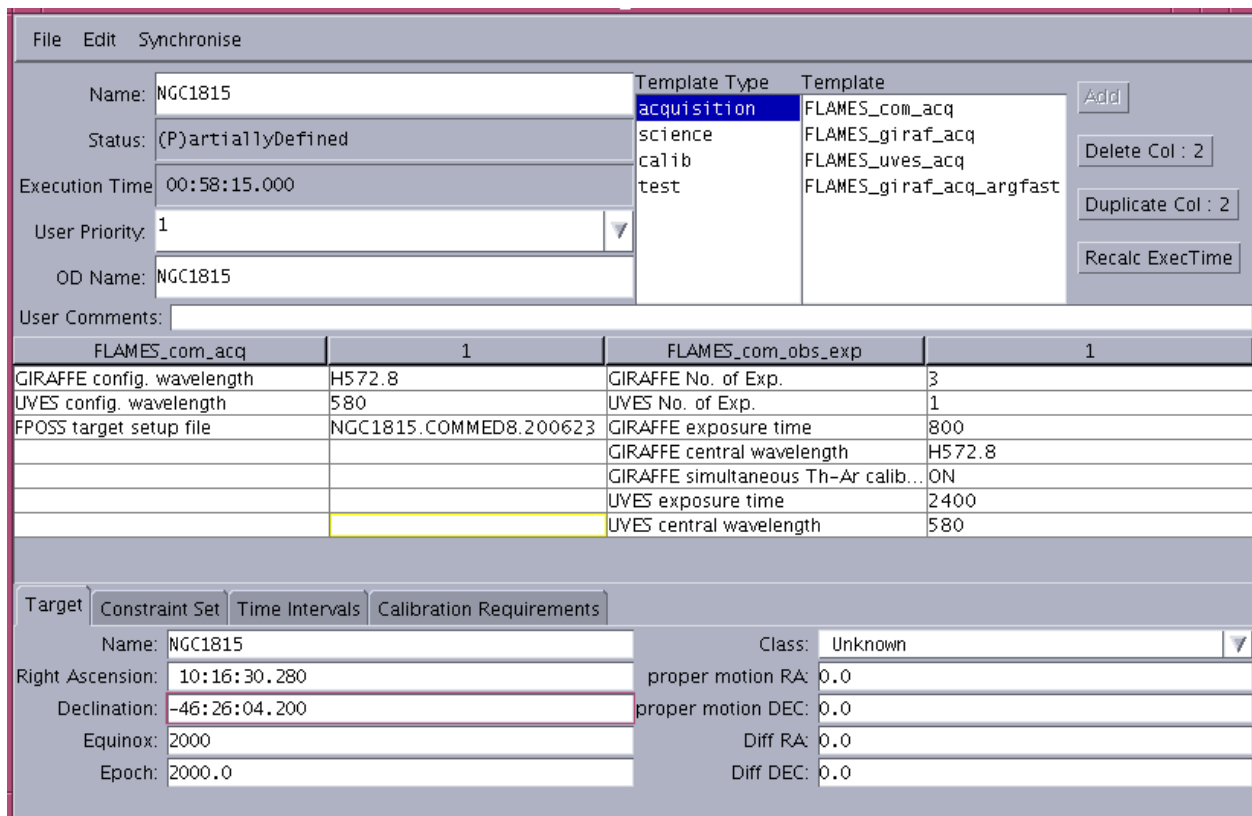 File Edit Synchronise
Name: NGC1815
Status: (P)artiallyDefined
Execution Time 00:58:15.000
User Priority: 1
OD Name: NGC1815
Template Type Template
acquisition FLAMES_com_acq
science FLAMES_giraf_acq
calib FLAMES_uves_acq
test FLAMES_giraf_acq_argfast
Add
Delete Col : 2
Duplicate Col : 2
Recalc ExecTime
User Comments:
FLAMES_com_acq 1 FLAMES_com_obs_exp 1
GIRAFFE config. wavelength H572.8 GIRAFFE No. of Exp. 3
UVES config. wavelength 580 UVES No. of Exp. 1
FPOSS target setup file NGC1815.COMMED8.200623 GIRAFFE exposure time 800
GIRAFFE central wavelength H572.8
GIRAFFE simultaneous Th-Ar calib... ON
UVES exposure time 2400
UVES central wavelength 580
Target Constraint Set Time Intervals Calibration Requirements
Name: NGC1815 Class: Unknown
Right Ascension: 10:16:30.280 proper motion RA: 0.0
Declination: -46:26:04.200 proper motion DEC: 0.0
Equinox: 2000 Diff RA: 0.0
Epoch: 2000.0 Diff DEC: 0.0